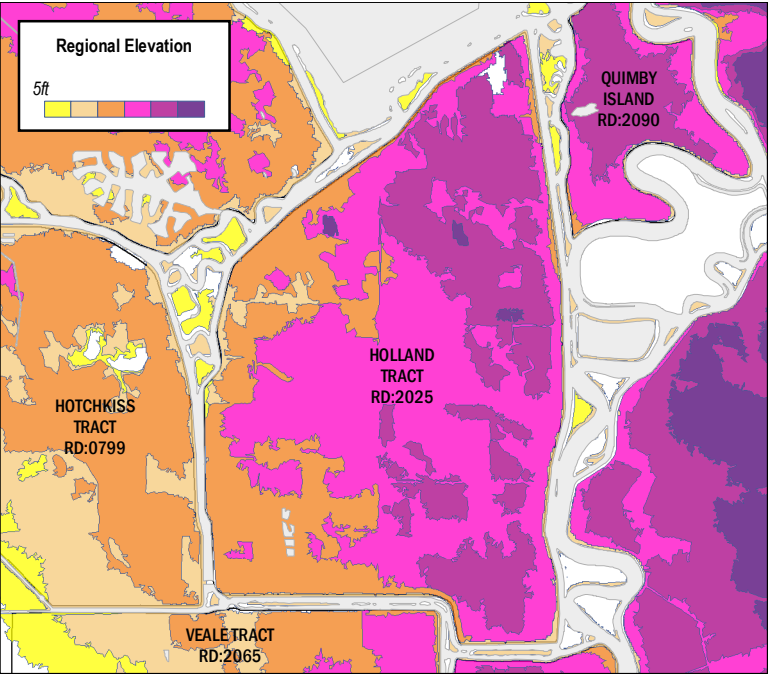 Regional Elevation
5ft
QUIMBY
ISLAND
RD:2090
HOLLAND
TRACT
RD:2025
HOTCHKISS
TRACT
RD:0799
VEALE TRACT
RD:2065